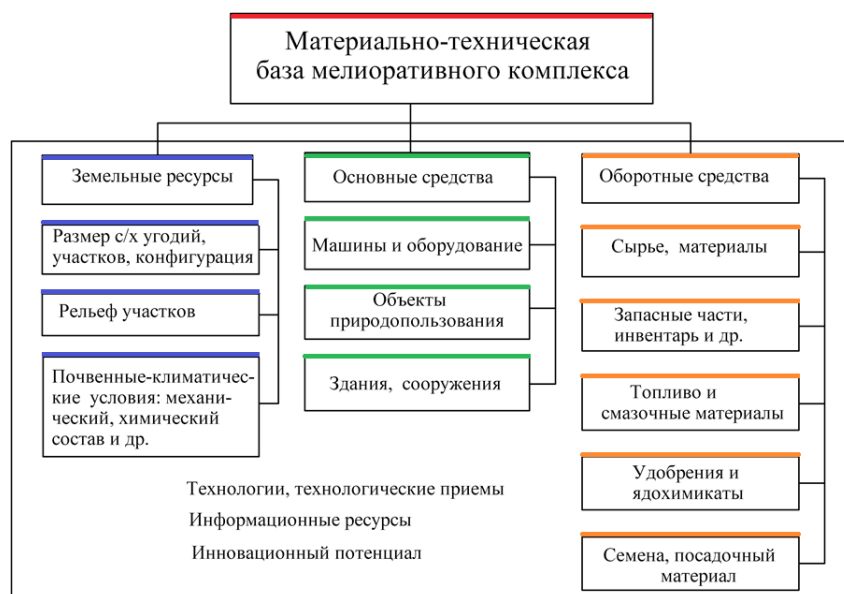 Материально-техническая
база мелиоративного комплекса
Земельные ресурсы
Размер с/х угодий,
участков, конфигурация
Рельеф участков
Почвенные-климатичес-
кие условия: механи-
ческий, химический
состав и др.
Основные средства
Машины и оборудование
Объекты
природопользования
Здания, сооружения
Оборотные средства
Сырье, материалы
Запасные части,
инвентарь и др.
Топливо и
смазочные материалы
Удобрения и
ядохимикаты
Семена, посадочный
материал
Технологии, технологические приемы
Информационные ресурсы
Инновационный потенциал